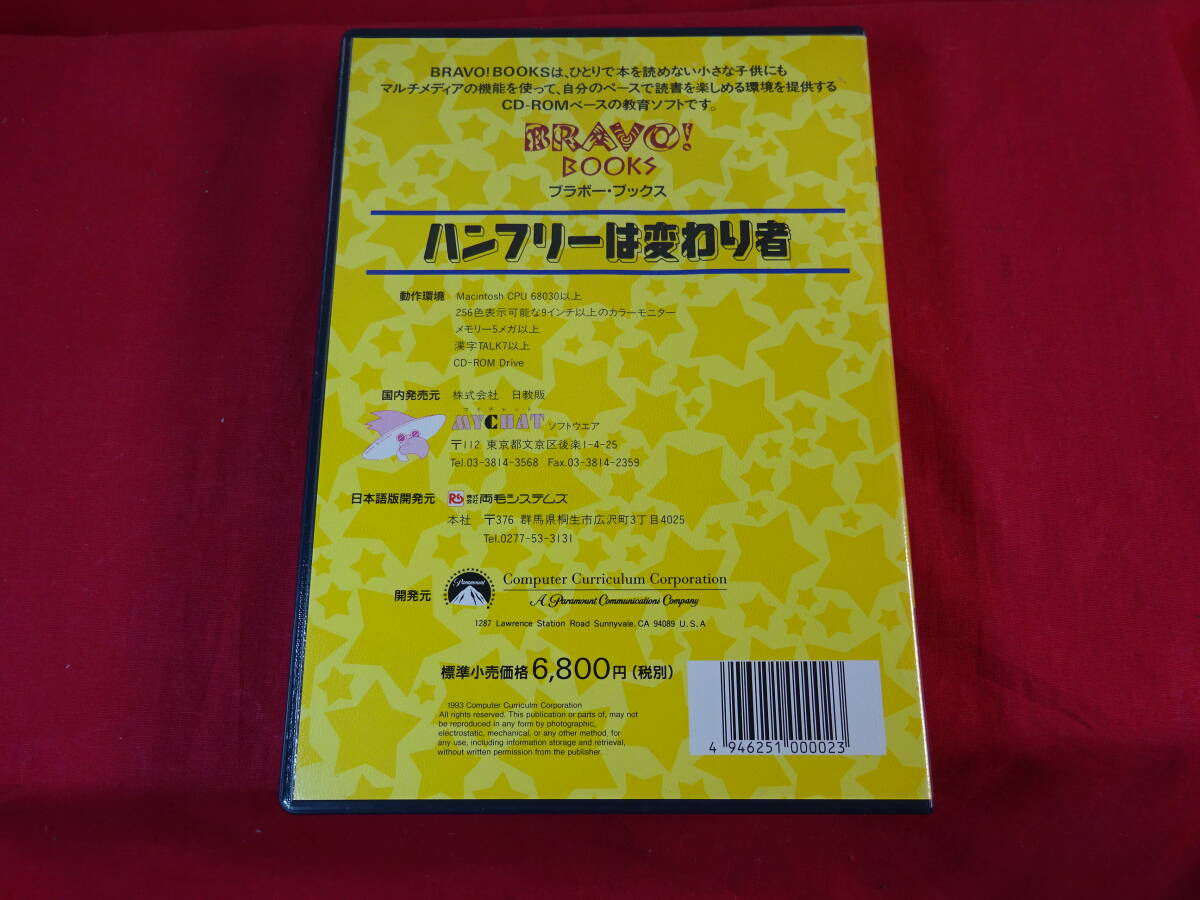 BRAVO!BOOKSは、ひとりで本を読めない小さな子供にも
マルチメディアの機能を使って、自分のペースで読書を楽しめる環境を提供する
CD-ROMベースの教育ソフトです。
BRAVO!
BOOKS
ブラボー・ブックス
ハンフリーは変わり者
動作環境 Macintosh CPU 68030以上
256色表示可能な9インチ以上のカラーモニター
メモリー5メガ以上
漢字TALK7以上
CD-ROM Drive
国内発売元 株式会社 日教販
マイチャット
MYCHAT ソフトウエア
〒112 東京都文京区後楽1-4-25
Tel.03-3814-3568 Fax.03-3814-2359
日本語版開発元 RS 株式会社 両毛システムズ
本社 〒376 群馬県桐生市広沢町3丁目4025
Tel.0277-53-3131
Paramount
開発元 Computer Curriculum Corporation
A Paramount Communications Company
1287 Lawrence Station Road Sunnyvale, CA 94089 U.S.A
標準小売価格6,800円(税別)
1993 Computer Curriculm Corporation
All rights reserved. This publication or parts of, may not
be reproduced in any form by photographic,
electrostatic, mechanical, or any other method, for
any use, including information storage and retrieval,
without written permission from the publisher.
4 946251 000023